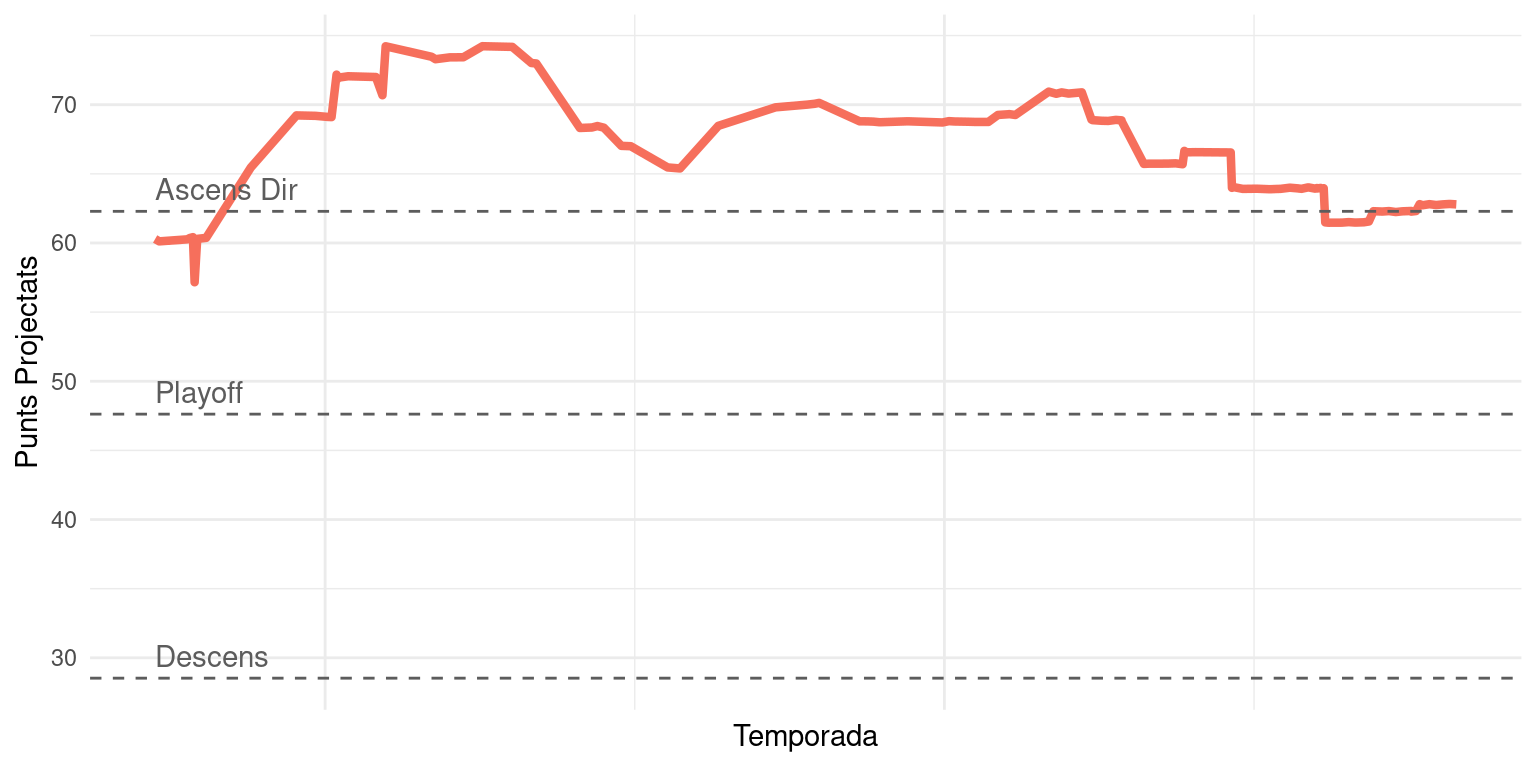 70
60
50
40
30
Punts Projectats
Ascens Dir
Playoff
Descens
Temporada